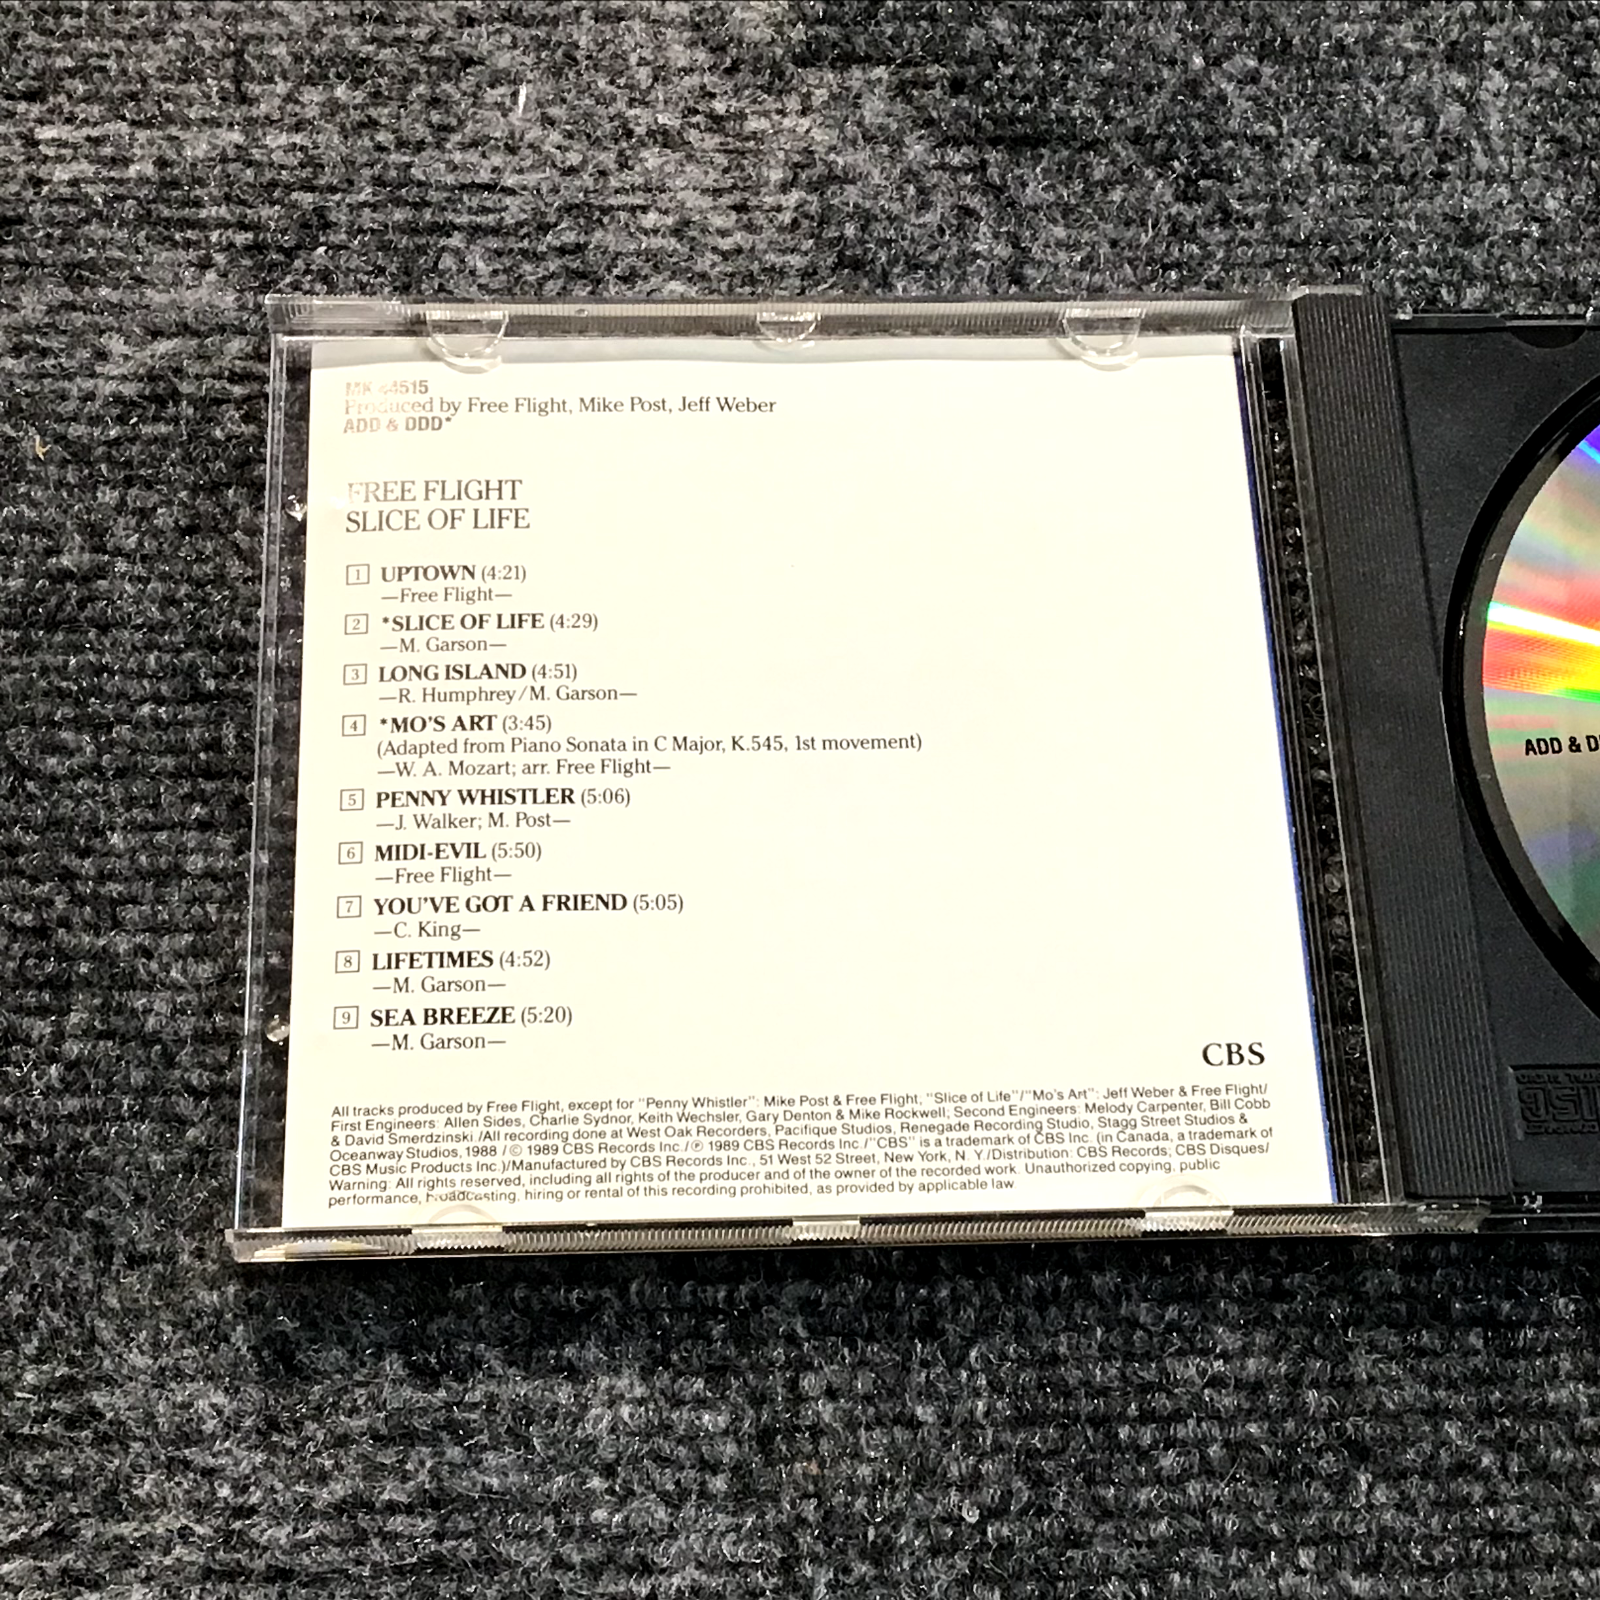 MK 44515
Produced by Free Flight, Mike Post, Jeff Weber
ADD & DDD*
FREE FLIGHT
SLICE OF LIFE
1 UPTOWN (4:21)
—Free Flight—
2 *SLICE OF LIFE (4:29)
—M. Garson—
3 LONG ISLAND (4:51)
—R. Humphrey/M. Garson—
4 *MO'S ART (3:45)
(Adapted from Piano Sonata in C Major, K.545, 1st movement)
—W. A. Mozart; arr. Free Flight—
5 PENNY WHISTLER (5:06)
—J. Walker; M. Post—
6 MIDI-EVIL (5:50)
—Free Flight—
7 YOU'VE GOT A FRIEND (5:05)
—C. King—
8 LIFETIMES (4:52)
—M. Garson—
9 SEA BREEZE (5:20)
—M. Garson—
CBS
All tracks produced by Free Flight, except for "Penny Whistler": Mike Post & Free Flight, "Slice of Life"/"Mo's Art": Jeff Weber & Free Flight/
First Engineers: Allen Sides, Charlie Sydnor, Keith Wechsler, Gary Denton & Mike Rockwell; Second Engineers: Melody Carpenter, Bill Cobb
& David Smerdzinski./All recording done at West Oak Recorders, Pacifique Studios, Renegade Recording Studio, Stagg Street Studios &
Oceanway Studios, 1988 / © 1989 CBS Records Inc./℗ 1989 CBS Records Inc./"CBS" is a trademark of CBS Inc. (in Canada, a trademark of
CBS Music Products Inc.)/Manufactured by CBS Records Inc., 51 West 52 Street, New York, N.Y./Distribution: CBS Records; CBS Disques/
Warning: All rights reserved, including all rights of the producer and of the owner of the recorded work. Unauthorized copying, public
performance, broadcasting, hiring or rental of this recording prohibited, as provided by applicable law.
ADD & D